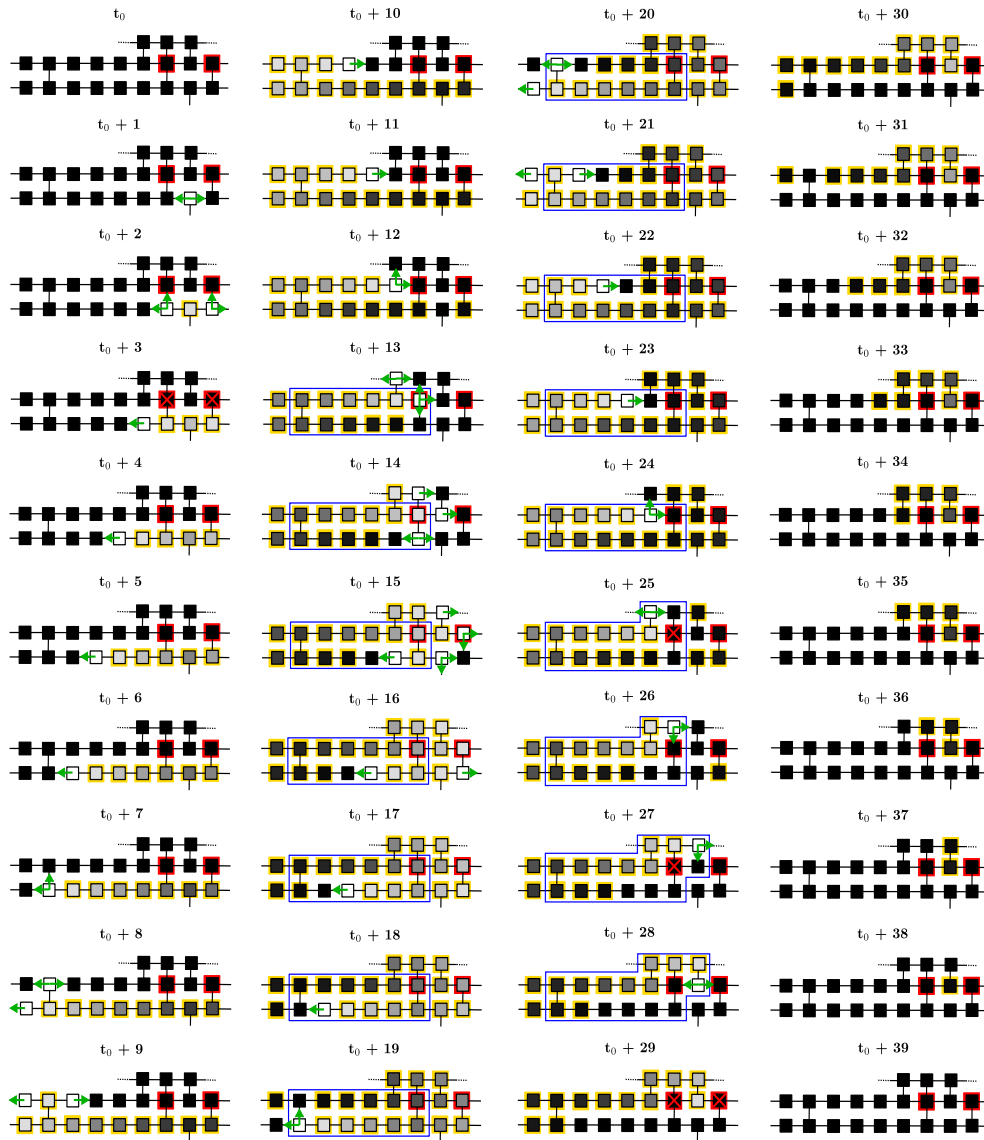 t₀
t₀ + 10
t₀ + 20
t₀ + 30
t₀ + 1
t₀ + 11
t₀ + 21
t₀ + 31
t₀ + 2
t₀ + 12
t₀ + 22
t₀ + 32
t₀ + 3
t₀ + 13
t₀ + 23
t₀ + 33
t₀ + 4
t₀ + 14
t₀ + 24
t₀ + 34
t₀ + 5
t₀ + 15
t₀ + 25
t₀ + 35
t₀ + 6
t₀ + 16
t₀ + 26
t₀ + 36
t₀ + 7
t₀ + 17
t₀ + 27
t₀ + 37
t₀ + 8
t₀ + 18
t₀ + 28
t₀ + 38
t₀ + 9
t₀ + 19
t₀ + 29
t₀ + 39